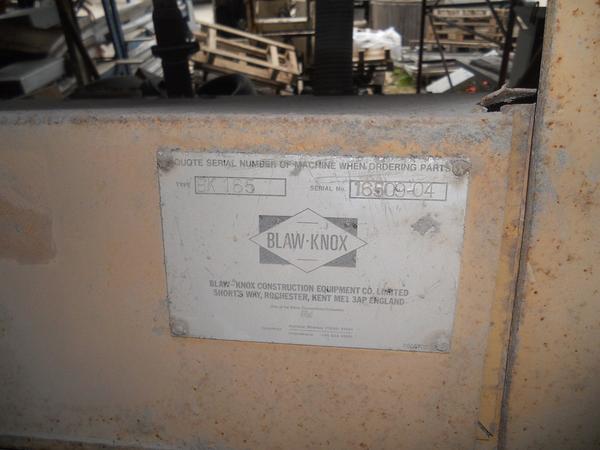 QUOTE SERIAL NUMBER OF MACHINE WHEN ORDERING PARTS
TYPE BK 165 SERIAL No. 16509-04
BLAW-KNOX
BLAW-KNOX CONSTRUCTION EQUIPMENT CO. LIMITED
SHORTS WAY, ROCHESTER, KENT ME1 3AP ENGLAND